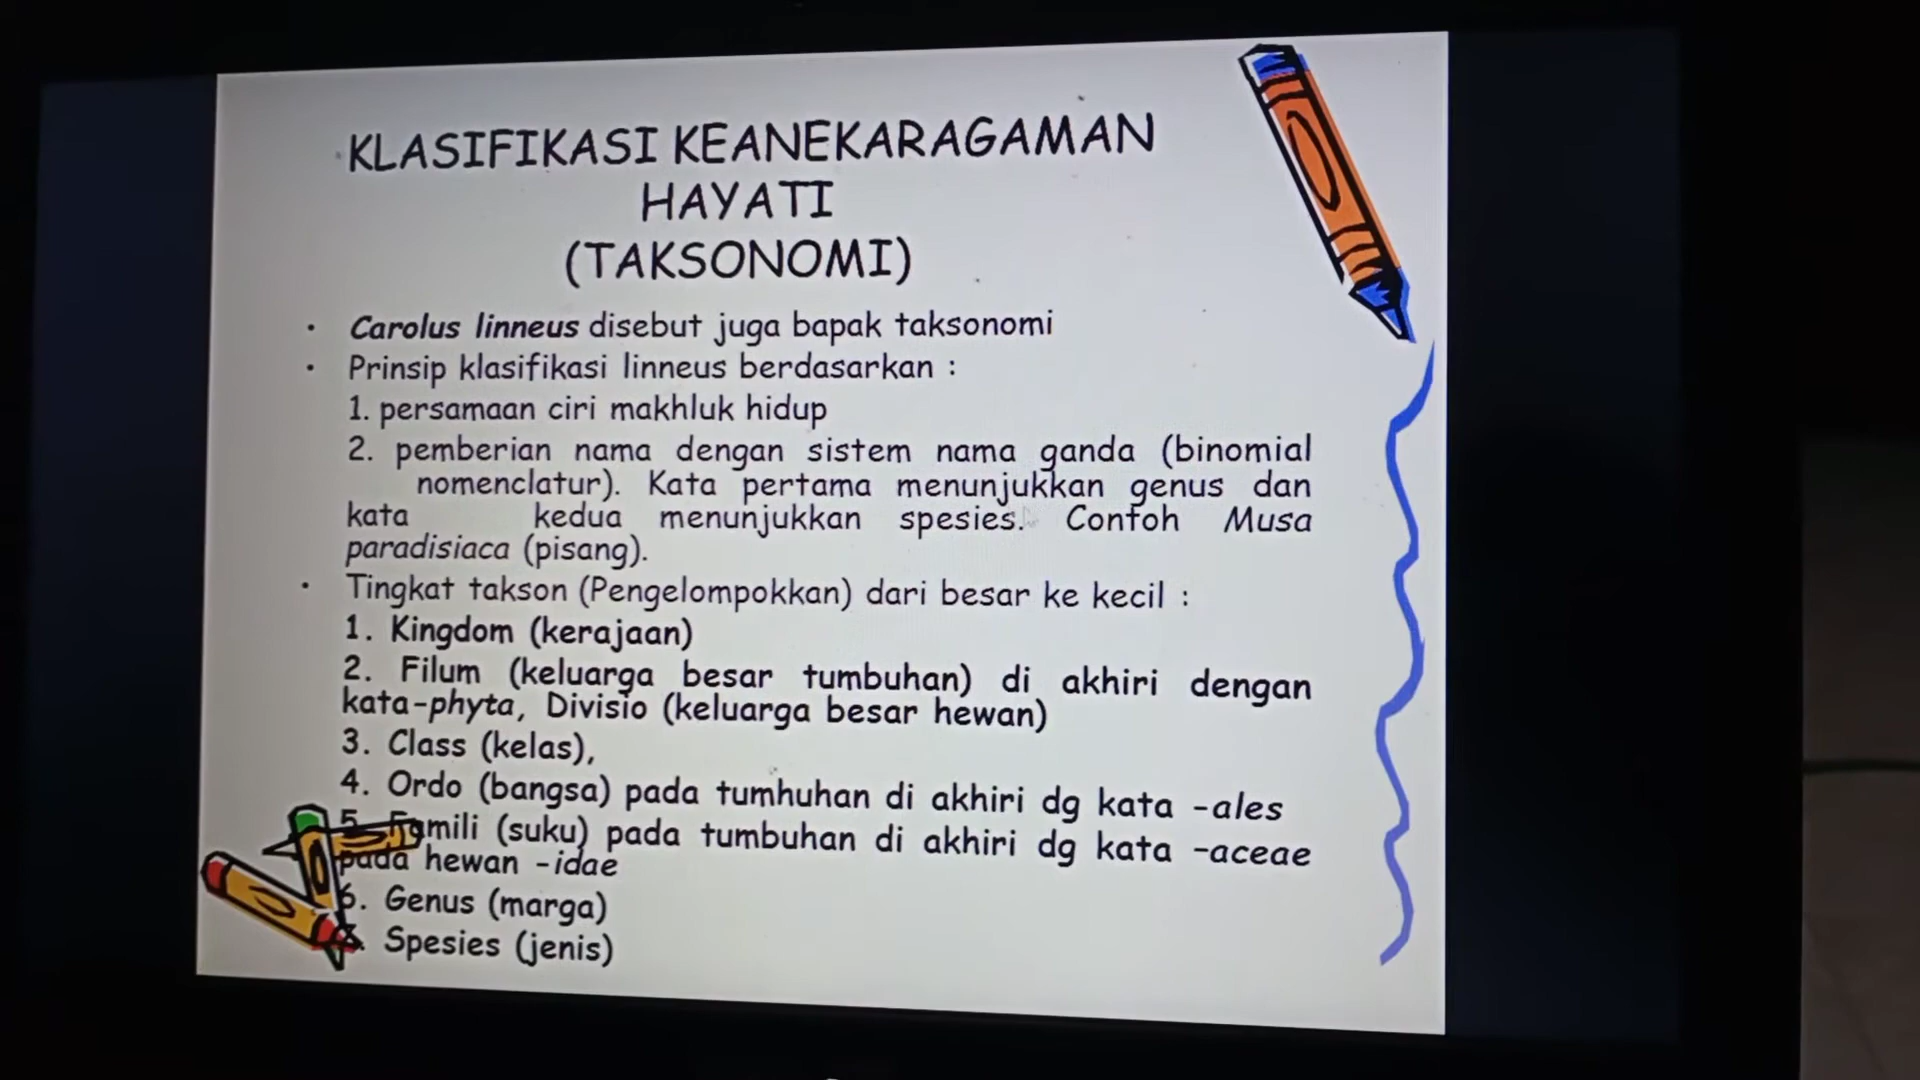 KLASIFIKASI KEANEKARAGAMAN
HAYATI
(TAKSONOMI)
• Carolus linneus disebut juga bapak taksonomi
• Prinsip klasifikasi linneus berdasarkan :
1. persamaan ciri makhluk hidup
2. pemberian nama dengan sistem nama ganda (binomial
nomenclatur). Kata pertama menunjukkan genus dan
kata kedua menunjukkan spesies. Contoh Musa
paradisiaca (pisang).
• Tingkat takson (Pengelompokkan) dari besar ke kecil :
1. Kingdom (kerajaan)
2. Filum (keluarga besar tumbuhan) di akhiri dengan
kata-phyta, Divisio (keluarga besar hewan)
3. Class (kelas),
4. Ordo (bangsa) pada tumhuhan di akhiri dg kata -ales
5. Famili (suku) pada tumbuhan di akhiri dg kata -aceae
pada hewan -idae
6. Genus (marga)
Spesies (jenis)